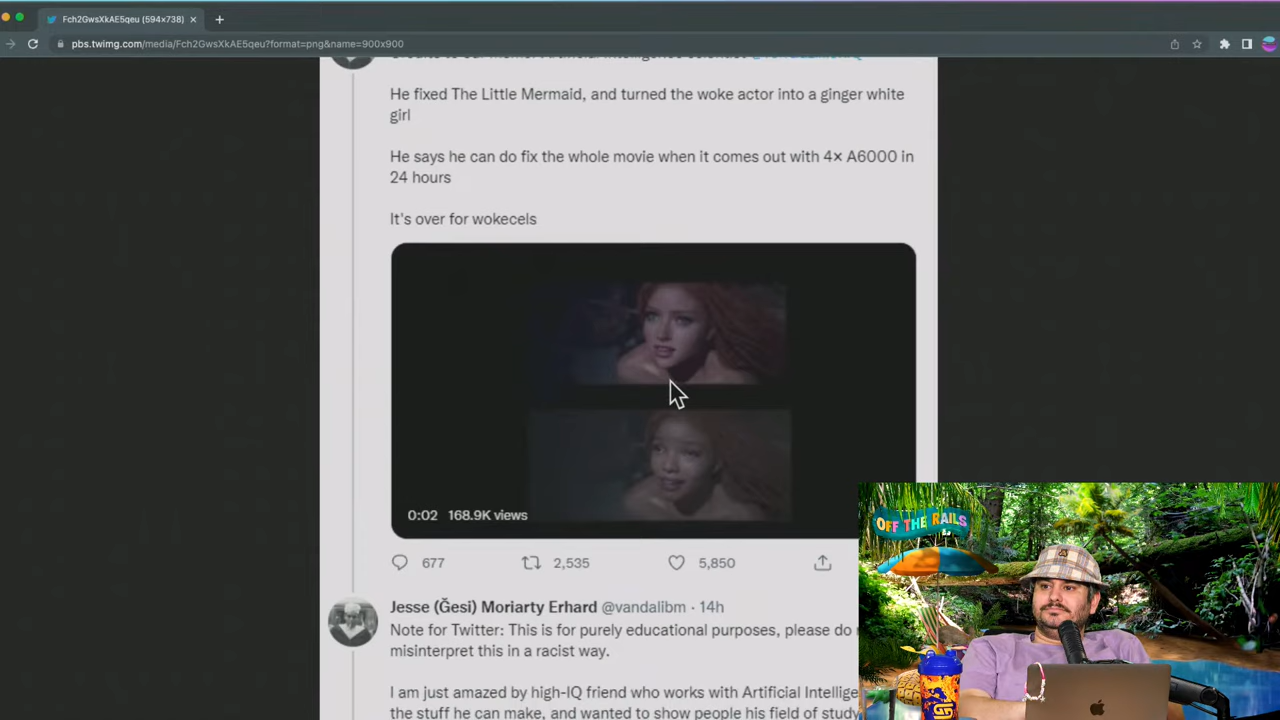 Fch2GwsXkAE5qeu (594×738)
pbs.twimg.com/media/Fch2GwsXkAE5qeu?format=png&name=900x900
He fixed The Little Mermaid, and turned the woke actor into a ginger white
girl
He says he can do fix the whole movie when it comes out with 4× A6000 in
24 hours
It's over for wokecels
0:02 168.9K views
677 2,535 5,850
OFF THE RAILS
Jesse (Ğesi) Moriarty Erhard @vandalibm · 14h
Note for Twitter: This is for purely educational purposes, please do
misinterpret this in a racist way.
I am just amazed by high-IQ friend who works with Artificial Intellige
the stuff he can make, and wanted to show people his field of study